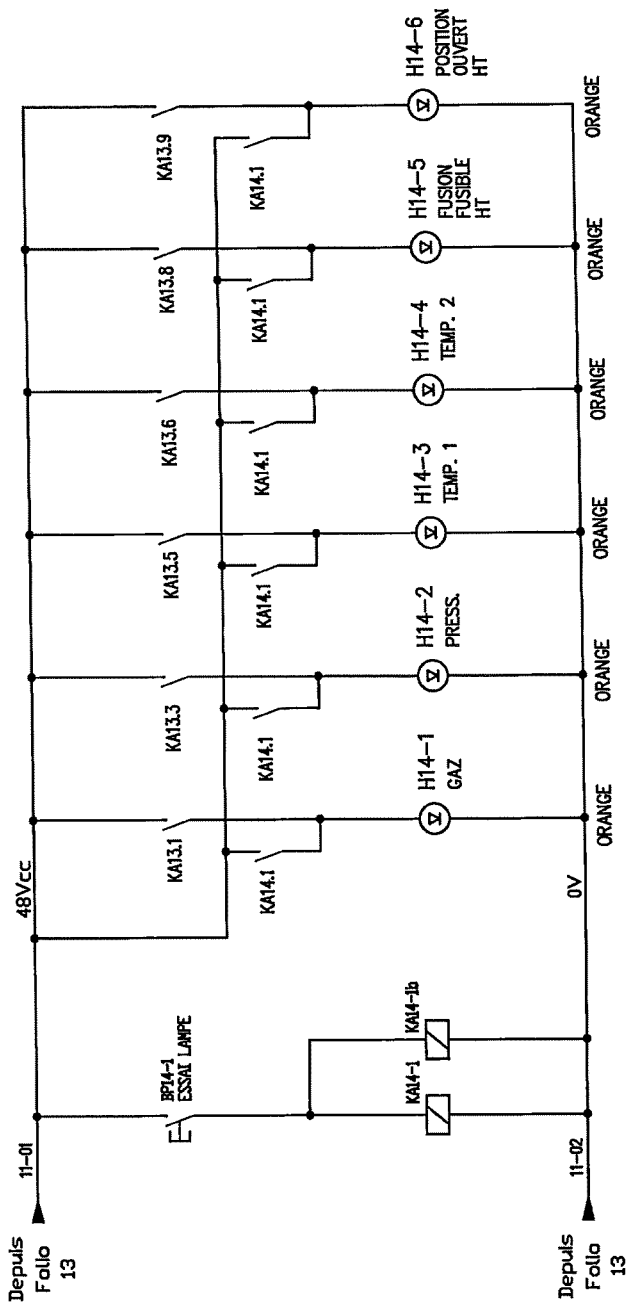 Depuis
Folio
13
11-01
48Vcc
BP14-1
ESSAI LAMPE
KA13.1
KA13.3
KA13.5
KA13.6
KA13.8
KA13.9
KA14.1
KA14.1
KA14.1
KA14.1
KA14.1
KA14.1
KA14-1
KA14-1b
H14-1
GAZ
H14-2
PRESS.
H14-3
TEMP. 1
H14-4
TEMP. 2
H14-5
FUSION
FUSIBLE
HT
H14-6
POSITION
OUVERT
HT
Depuis
Folio
13
11-02
0V
ORANGE
ORANGE
ORANGE
ORANGE
ORANGE
ORANGE